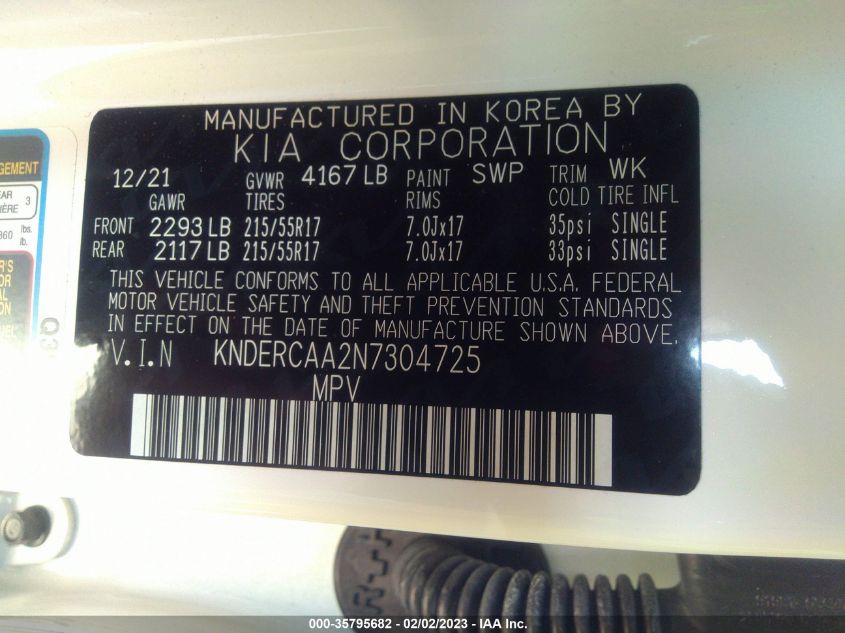 MANUFACTURED IN KOREA BY
KIA CORPORATION
12/21 GVWR 4167 LB PAINT SWP TRIM WK
GAWR TIRES RIMS COLD TIRE INFL
FRONT 2293 LB 215/55R17 7.0Jx17 35psi SINGLE
REAR 2117 LB 215/55R17 7.0Jx17 33psi SINGLE
THIS VEHICLE CONFORMS TO ALL APPLICABLE U.S.A. FEDERAL
MOTOR VEHICLE SAFETY AND THEFT PREVENTION STANDARDS
IN EFFECT ON THE DATE OF MANUFACTURE SHOWN ABOVE.
V.I.N KNDERCAA2N7304725
MPV
3
lbs.
lb.
000-35795682 - 02/02/2023 - IAA Inc.